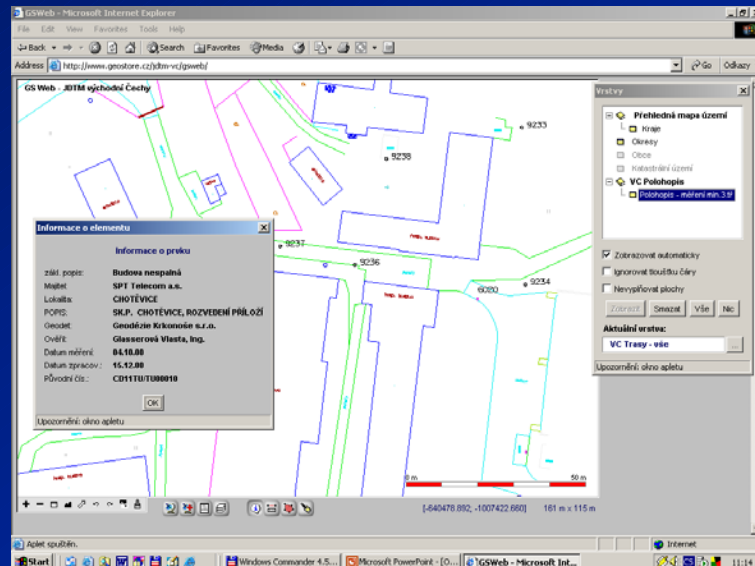 GSWeb - Microsoft Internet Explorer
File Edit View Favorites Tools Help
Back Search Favorites Media
Address http://www.geostore.cz/jdtm-vc/gsweb/ Go Odkazy
GS Web - JDTM východní Čechy
9233
9238
9237
9236
9234
6020
Vrstvy
Přehledná mapa území
Kraje
Okresy
Obce
Katastrální území
VC Polohopis
Polohopis - měření min.3.tř
Zobrazovat automaticky
Ignorovat tloušťku čáry
Nevyplňovat plochy
Zobrazit Smazat Vše Nic
Aktuální vrstva:
VC Trasy - vše ...
Upozornění: okno apletu
Informace o elementu
Informace o prvku
zákl. popis: Budova nespalná
Majitel: SPT Telecom a.s.
Lokalita: CHOTĚVICE
POPIS: SK.P. CHOTĚVICE, ROZVEDENÍ PŘÍLOŽÍ
Geodet: Geodézie Krkonoše s.r.o.
Ověřil: Glasserová Vlasta, Ing.
Datum měření: 04.10.00
Datum zpracov.: 15.12.00
Původní čís.: CD11TU/TU00010
OK
Upozornění: okno apletu
0 m 50 m
[-640478.892; -1007422.660] 161 m x 115 m
Aplet spuštěn. Internet
Start Windows Commander 4.5... Microsoft PowerPoint - [O... GSWeb - Microsoft Int... 11:14